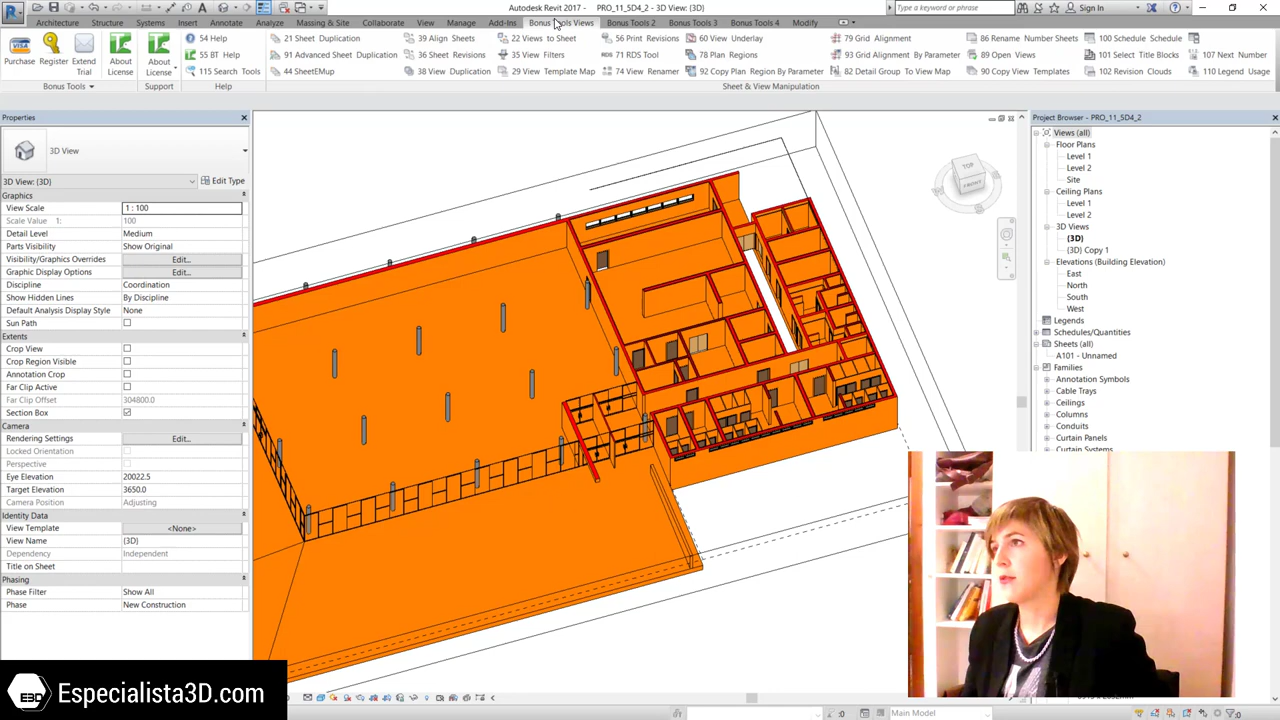 Autodesk Revit 2017 - PRO_11_SD4_2 - 3D View: {3D}
Type a keyword or phrase
Sign In
Architecture Structure Systems Insert Annotate Analyze Massing & Site Collaborate View Manage Add-Ins Bonus Tools Views Bonus Tools 2 Bonus Tools 3 Bonus Tools 4 Modify
54 Help 21 Sheet Duplication 39 Align Sheets 22 Views to Sheet 56 Print Revisions 60 View Underlay 79 Grid Alignment 86 Rename Number Sheets 100 Schedule Schedule
Purchase Register Extend Trial About License About License 55 BT Help 91 Advanced Sheet Duplication 64 View Filters 35 View Filters 71 RDS Tool 78 Plan Regions 93 Grid Alignment By Parameter 89 Open Views 101 Select Title Blocks 107 Next Number
115 Search Tools 44 SheetEMup 38 View Duplication 29 View Template Map 74 View Renamer 92 Copy Plan Region By Parameter 82 Detail Group To View Map 90 Copy View Templates 102 Revision Clouds 110 Legend Usage
Bonus Tools Support Help Sheet & View Manipulation
Properties
3D View
3D View: {3D} Edit Type
Graphics
View Scale 1 : 100
Scale Value 1: 100
Detail Level Medium
Parts Visibility Show Original
Visibility/Graphics Overrides Edit...
Graphic Display Options Edit...
Discipline Coordination
Show Hidden Lines By Discipline
Default Analysis Display Style None
Sun Path
Extents
Crop View
Crop Region Visible
Annotation Crop
Far Clip Active
Far Clip Offset 304800.0
Section Box
Camera
Rendering Settings Edit...
Locked Orientation
Perspective
Eye Elevation 20022.5
Target Elevation 3650.0
Camera Position Adjusting
Identity Data
View Template <None>
View Name {3D}
Dependency Independent
Title on Sheet
Phasing
Phase Filter Show All
Phase New Construction
TOP
FRONT
Project Browser - PRO_11_SD4_2
Views (all)
Floor Plans
Level 1
Level 2
Site
Ceiling Plans
Level 1
Level 2
3D Views
{3D}
{3D} Copy 1
Elevations (Building Elevation)
East
North
South
West
Legends
Schedules/Quantities
Sheets (all)
A101 - Unnamed
Families
Annotation Symbols
Cable Trays
Ceilings
Columns
Conduits
Curtain Panels
Curtain Systems
E3D Especialista3D.com
:0 Main Model :0